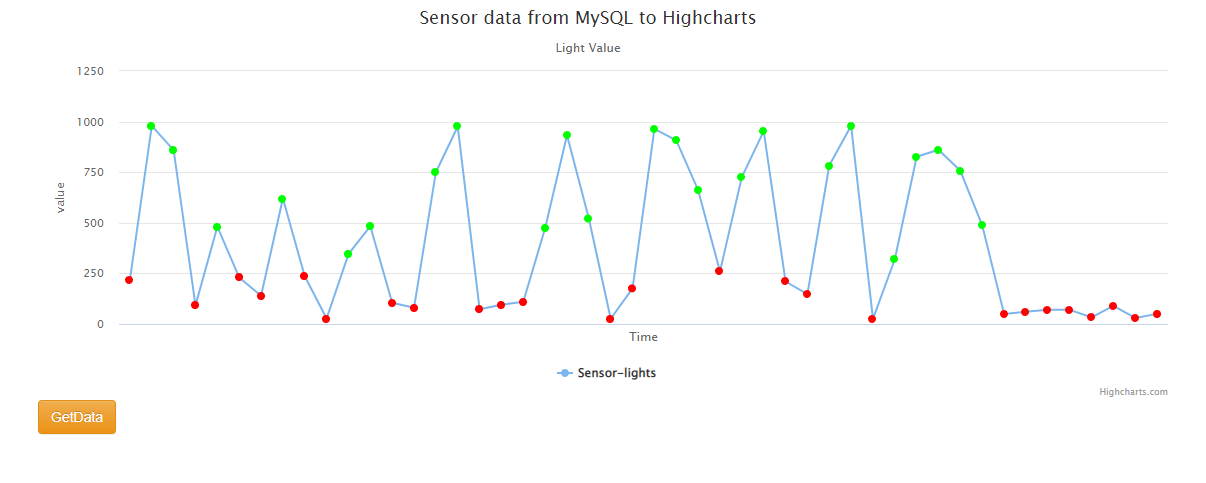 Sensor data from MySQL to Highcharts
Light Value
1250
1000
750
500
250
0
value
Time
Sensor-lights
Highcharts.com
GetData